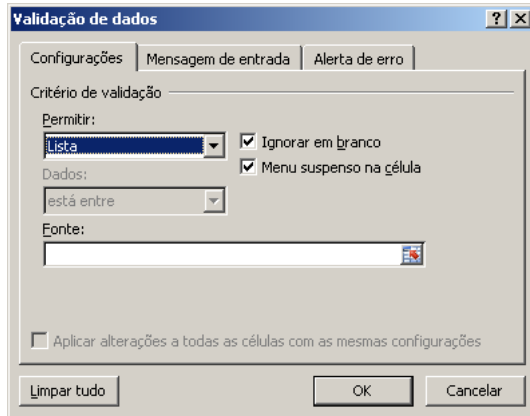 Validação de dados
Configurações
Mensagem de entrada
Alerta de erro
Critério de validação
Permitir:
Lista
Ignorar em branco
Menu suspenso na célula
Dados:
está entre
Fonte:
Aplicar alterações a todas as células com as mesmas configurações
Limpar tudo
OK
Cancelar